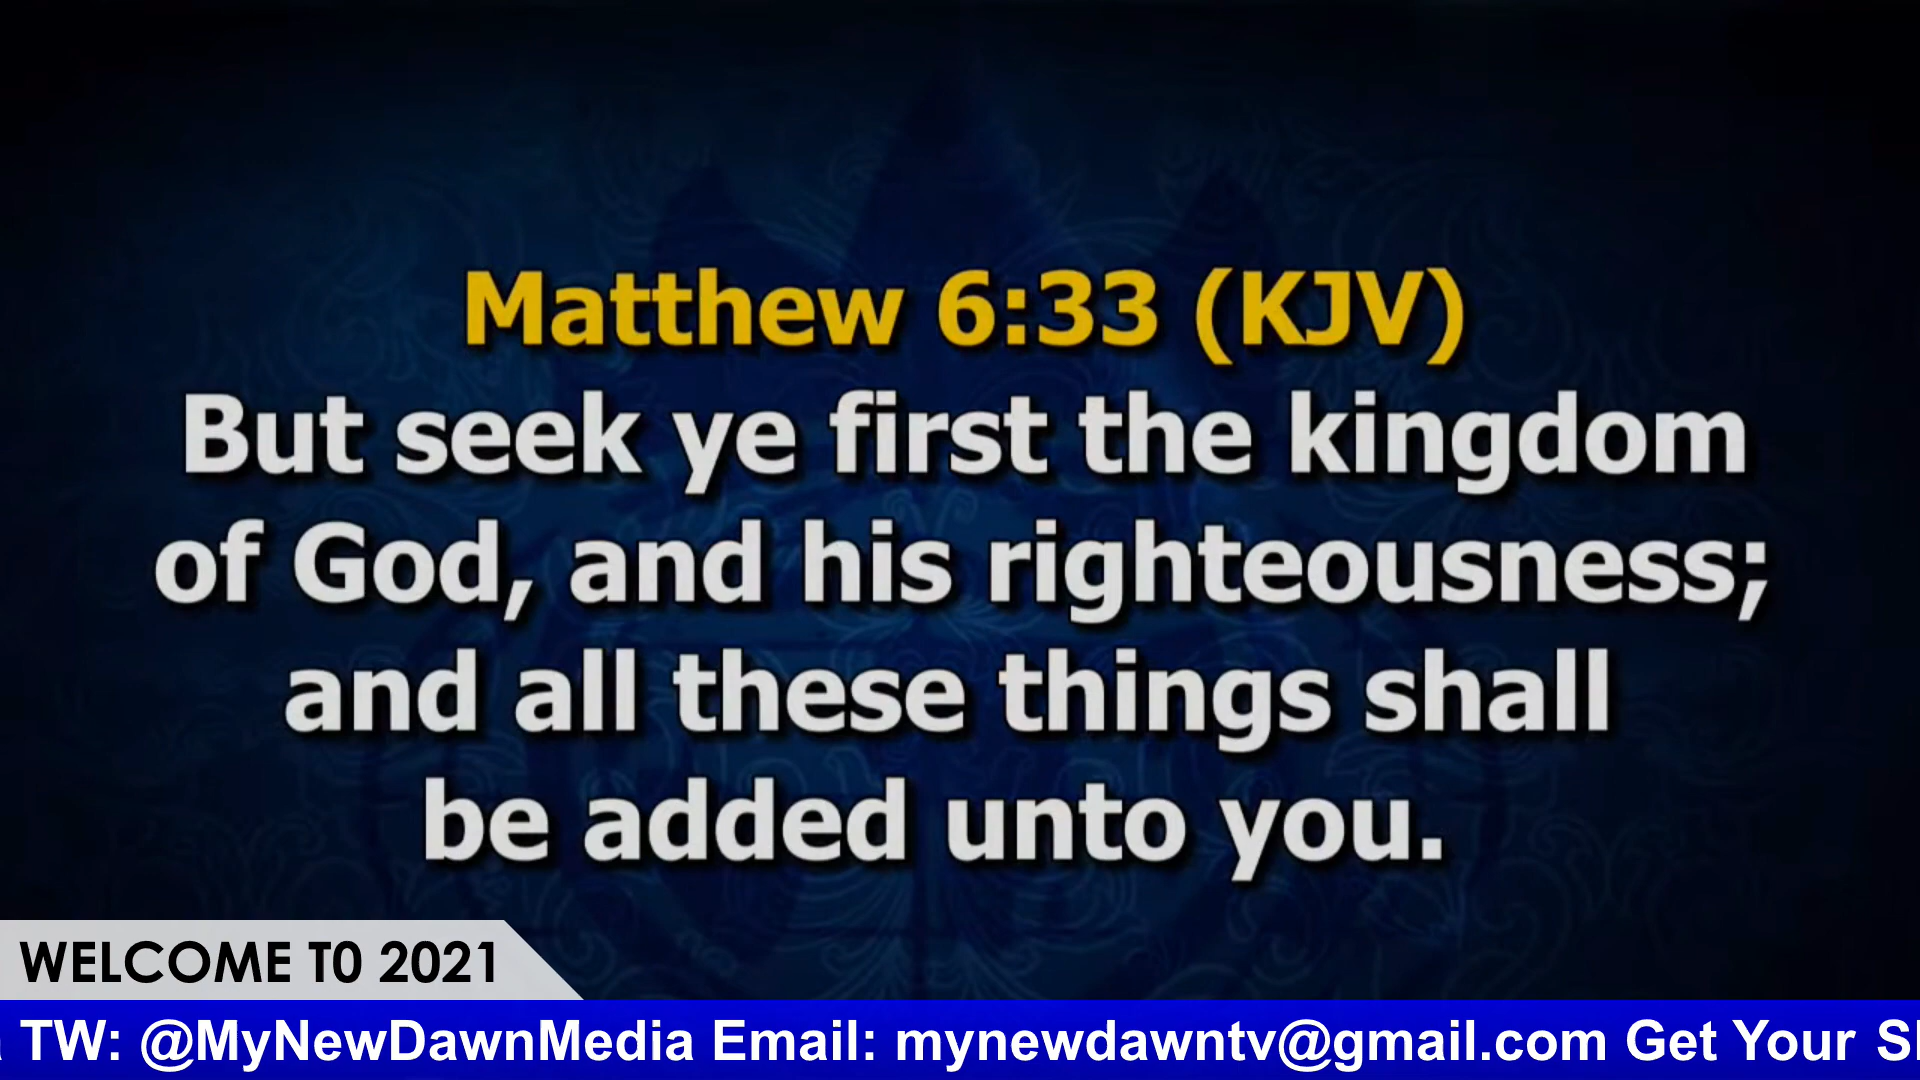 Matthew 6:33 (KJV)
But seek ye first the kingdom
of God, and his righteousness;
and all these things shall
be added unto you.
WELCOME T0 2021
TW: @MyNewDawnMedia Email: mynewdawntv@gmail.com Get Your